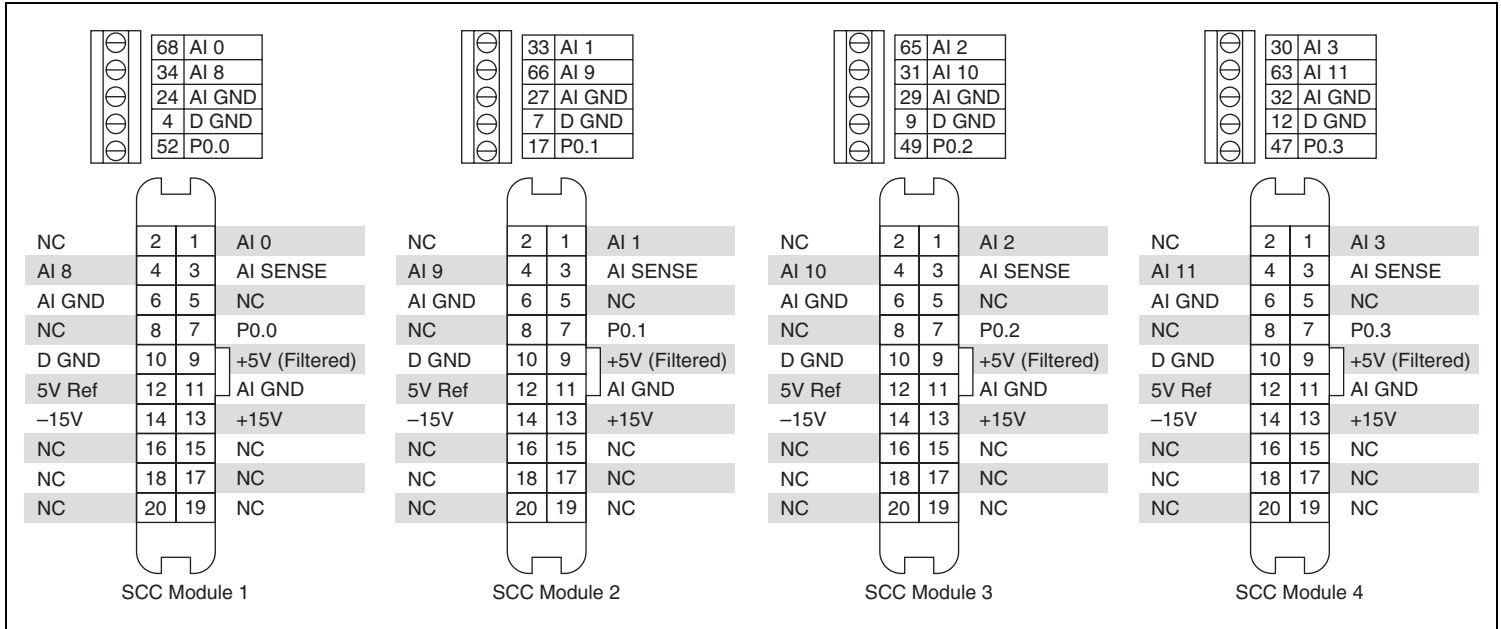 68 AI 0
34 AI 8
24 AI GND
4 D GND
52 P0.0
33 AI 1
66 AI 9
27 AI GND
7 D GND
17 P0.1
65 AI 2
31 AI 10
29 AI GND
9 D GND
49 P0.2
30 AI 3
63 AI 11
32 AI GND
12 D GND
47 P0.3
NC 2 1 AI 0
AI 8 4 3 AI SENSE
AI GND 6 5 NC
NC 8 7 P0.0
D GND 10 9 +5V (Filtered)
5V Ref 12 11 AI GND
–15V 14 13 +15V
NC 16 15 NC
NC 18 17 NC
NC 20 19 NC
SCC Module 1
NC 2 1 AI 1
AI 9 4 3 AI SENSE
AI GND 6 5 NC
NC 8 7 P0.1
D GND 10 9 +5V (Filtered)
5V Ref 12 11 AI GND
–15V 14 13 +15V
NC 16 15 NC
NC 18 17 NC
NC 20 19 NC
SCC Module 2
NC 2 1 AI 2
AI 10 4 3 AI SENSE
AI GND 6 5 NC
NC 8 7 P0.2
D GND 10 9 +5V (Filtered)
5V Ref 12 11 AI GND
–15V 14 13 +15V
NC 16 15 NC
NC 18 17 NC
NC 20 19 NC
SCC Module 3
NC 2 1 AI 3
AI 11 4 3 AI SENSE
AI GND 6 5 NC
NC 8 7 P0.3
D GND 10 9 +5V (Filtered)
5V Ref 12 11 AI GND
–15V 14 13 +15V
NC 16 15 NC
NC 18 17 NC
NC 20 19 NC
SCC Module 4